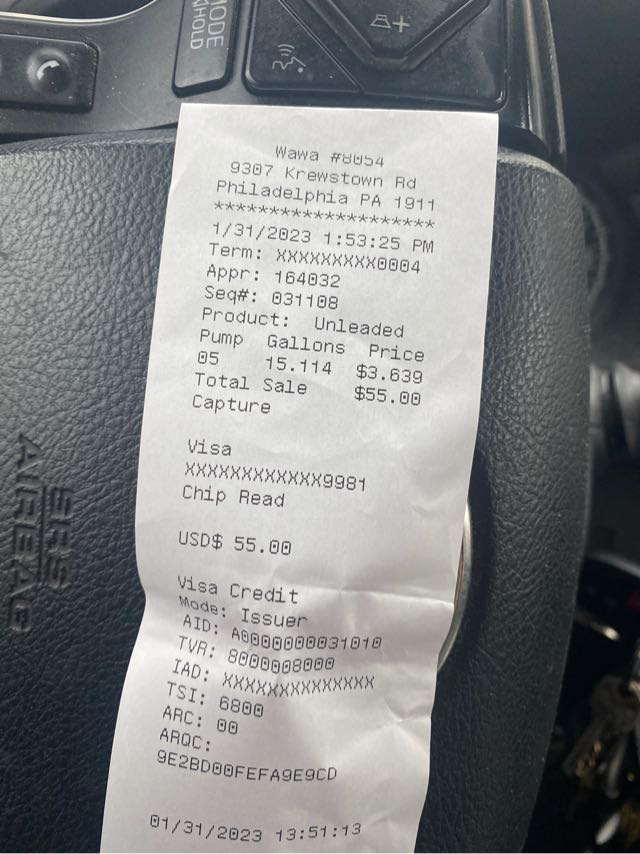 MODE
HOLD
Wawa #8054
9307 Krewstown Rd
Philadelphia PA 1911
********************
1/31/2023 1:53:25 PM
Term: XXXXXXXXX0004
Appr: 164032
Seq#: 031108
Product: Unleaded
Pump Gallons Price
05 15.114 $3.639
Total Sale $55.00
Capture
Visa
XXXXXXXXXXXX9981
Chip Read
USD$ 55.00
Visa Credit
Mode: Issuer
AID: A0000000031010
TVR: 8000008000
IAD: XXXXXXXXXXXXXX
TSI: 6800
ARC: 00
ARQC:
9E2BD00FEFA9E9CD
01/31/2023 13:51:13
SRS
AIRBAG